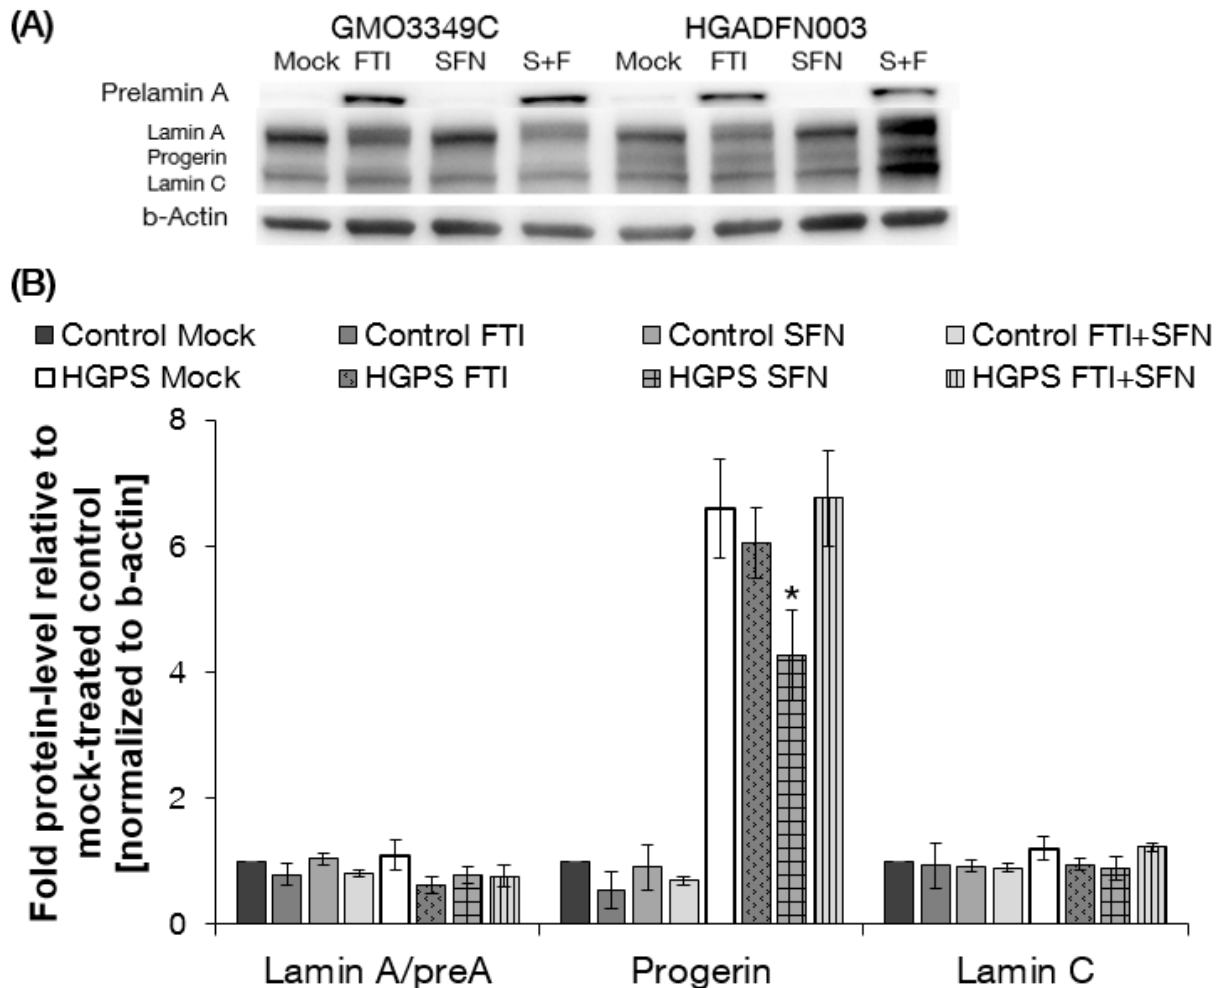 (A)
GMO3349C HGADFN003
Mock FTI SFN S+F Mock FTI SFN S+F
Prelamin A
Lamin A
Progerin
Lamin C
b-Actin
(B)
Control Mock Control FTI Control SFN Control FTI+SFN
HGPS Mock HGPS FTI HGPS SFN HGPS FTI+SFN
Fold protein-level relative to
mock-treated control
[normalized to b-actin]
8
6
4
2
0
*
Lamin A/preA Progerin Lamin C